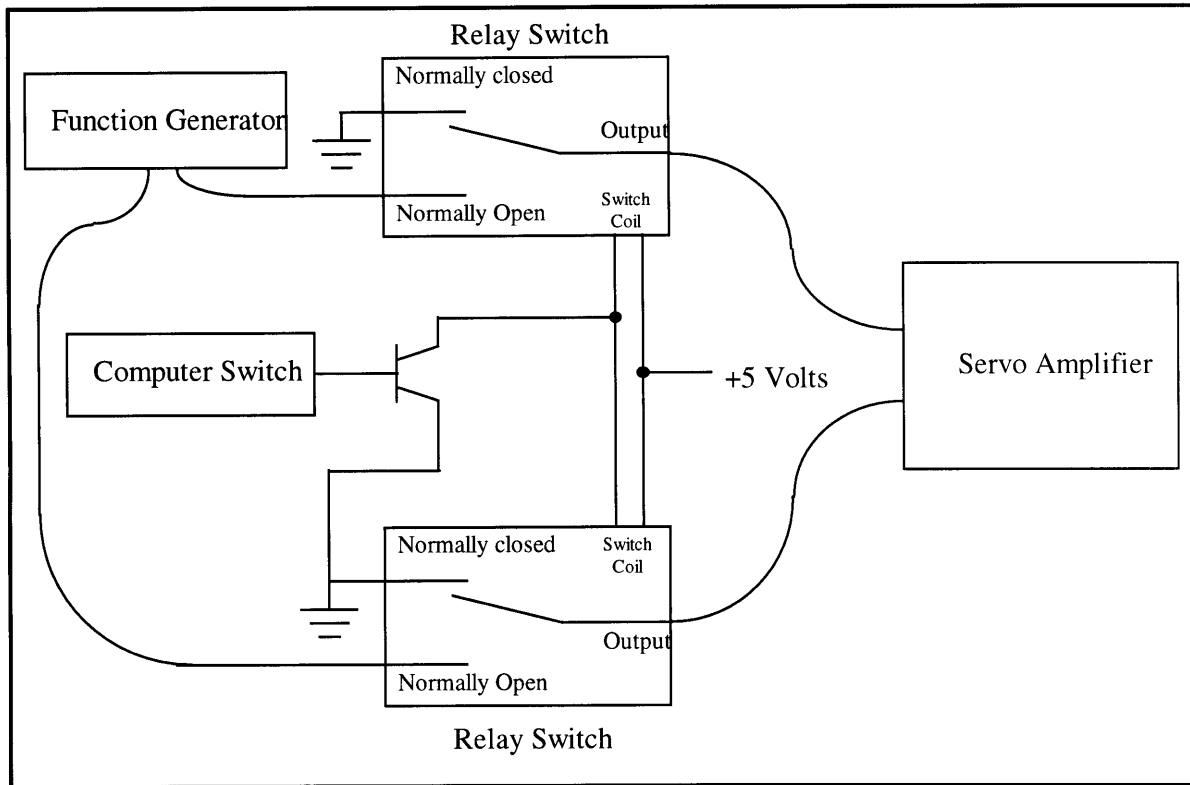 Relay Switch
Normally closed
Function Generator
Output
Normally Open
Switch
Coil
Computer Switch
+5 Volts
Servo Amplifier
Normally closed
Switch
Coil
Output
Normally Open
Relay Switch